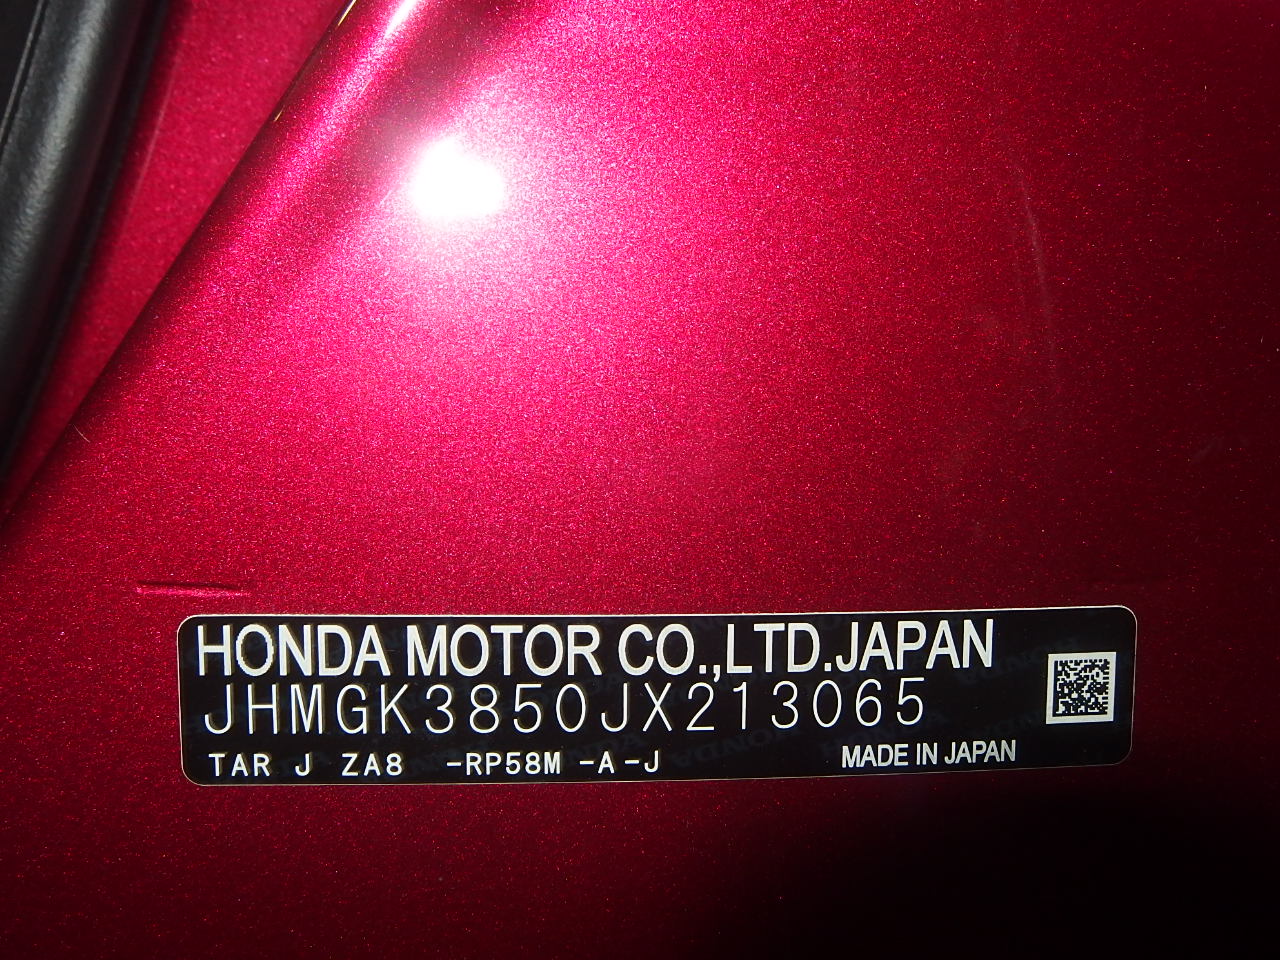 HONDA MOTOR CO.,LTD.JAPAN
JHMGK3850JX213065
TAR J ZA8 -RP58M -A-J
MADE IN JAPAN